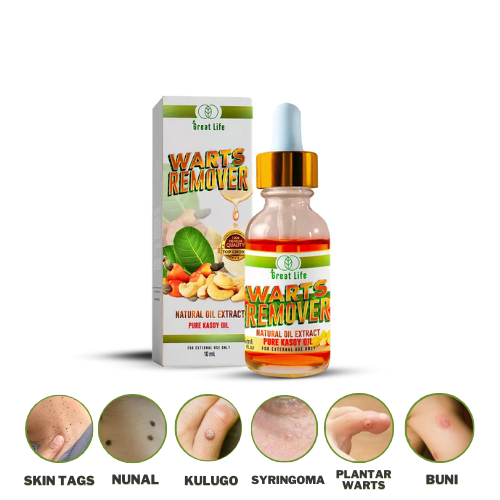 Great Life
WARTS
REMOVER
QUALITY
TOP CHOICE
NATURAL OIL EXTRACT
PURE KASOY OIL
FOR EXTERNAL USE ONLY
10 mL
Great Life
WARTS
REMOVER
NATURAL OIL EXTRACT
PURE KASOY OIL
FOR EXTERNAL USE ONLY
SKIN TAGS
NUNAL
KULUGO
SYRINGOMA
PLANTAR
WARTS
BUNI